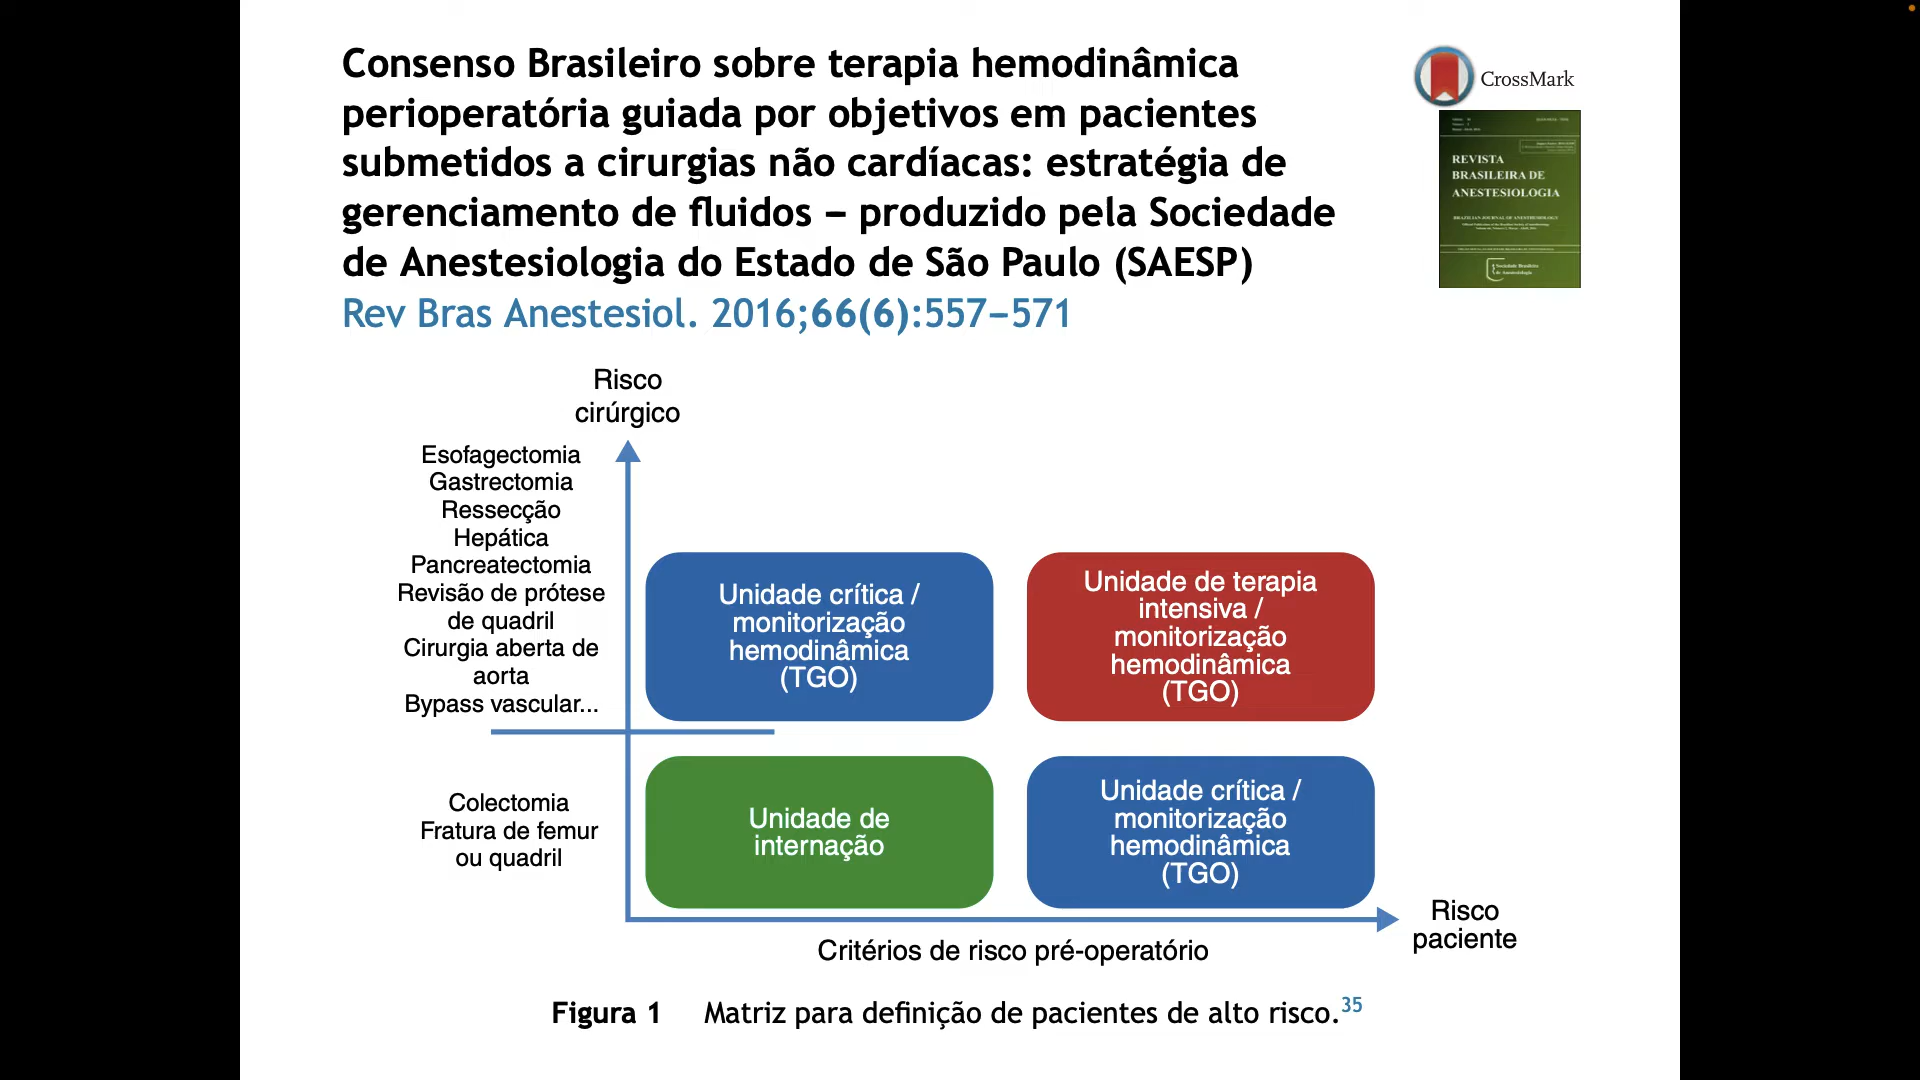 Consenso Brasileiro sobre terapia hemodinâmica
perioperatória guiada por objetivos em pacientes
submetidos a cirurgias não cardíacas: estratégia de
gerenciamento de fluidos – produzido pela Sociedade
de Anestesiologia do Estado de São Paulo (SAESP)
Rev Bras Anestesiol. 2016;66(6):557–571
CrossMark
REVISTA
BRASILEIRA DE
ANESTESIOLOGIA
Risco
cirúrgico
Esofagectomia
Gastrectomia
Ressecção
Hepática
Pancreatectomia
Revisão de prótese
de quadril
Cirurgia aberta de
aorta
Bypass vascular...
Unidade crítica /
monitorização
hemodinâmica
(TGO)
Unidade de terapia
intensiva /
monitorização
hemodinâmica
(TGO)
Colectomia
Fratura de femur
ou quadril
Unidade de
internação
Unidade crítica /
monitorização
hemodinâmica
(TGO)
Risco
paciente
Critérios de risco pré-operatório
Figura 1 Matriz para definição de pacientes de alto risco.35